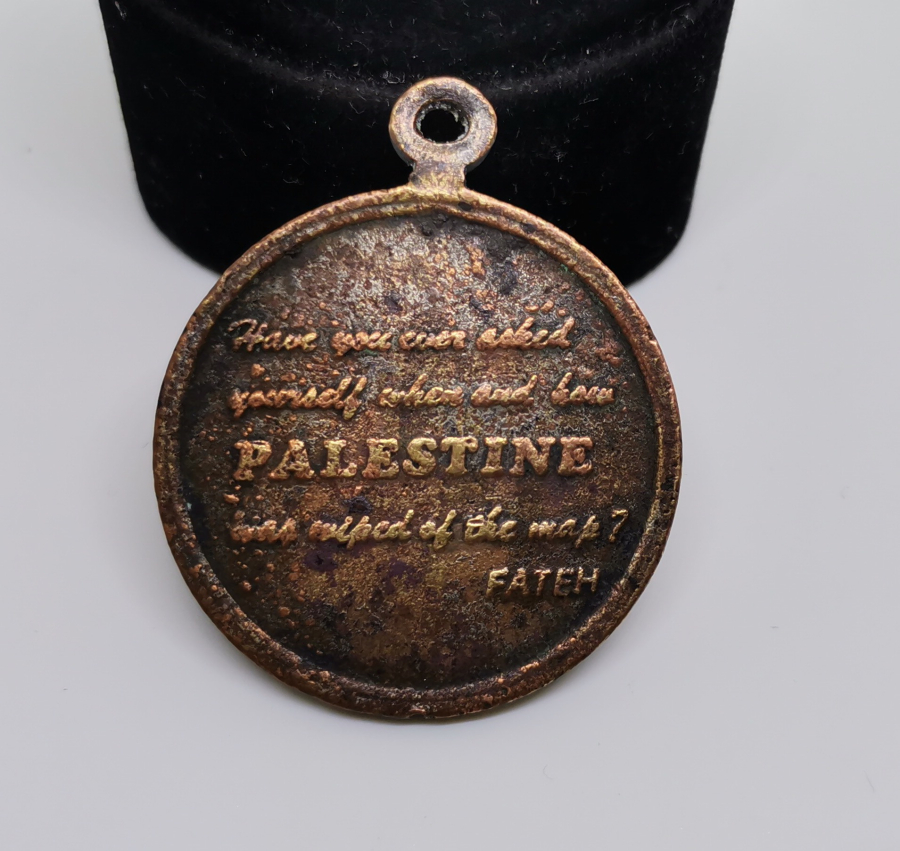 Have you ever asked
yourself when and how
PALESTINE
was wiped of the map?
FATEH